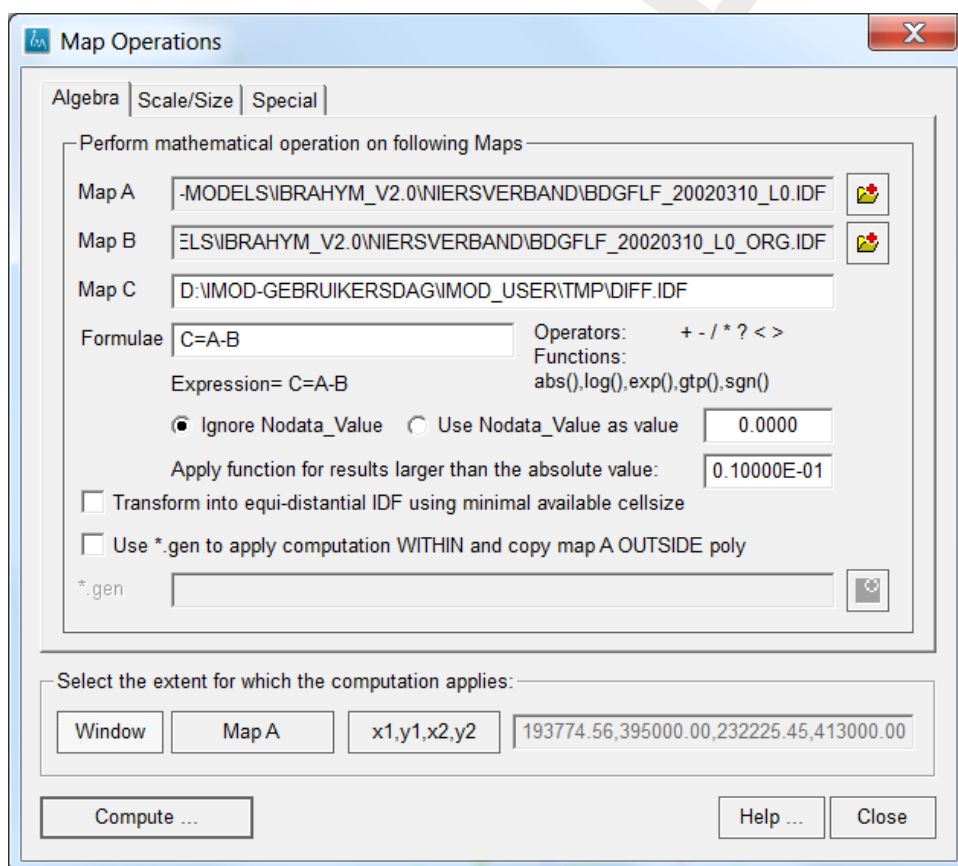 Map Operations
Algebra Scale/Size Special
Perform mathematical operation on following Maps
Map A -MODELS\IBRAHYM_V2.0\NIERSVERBAND\BDGFLF_20020310_L0.IDF
Map B ELS\IBRAHYM_V2.0\NIERSVERBAND\BDGFLF_20020310_L0_ORG.IDF
Map C D:\IMOD-GEBRUIKERSDAG\IMOD_USER\TMP\DIFF.IDF
Formulae C=A-B Operators: + - / * ? < >
Functions:
Expression= C=A-B abs(),log(),exp(),gtp(),sgn()
Ignore Nodata_Value Use Nodata_Value as value 0.0000
Apply function for results larger than the absolute value: 0.10000E-01
Transform into equi-distantial IDF using minimal available cellsize
Use *.gen to apply computation WITHIN and copy map A OUTSIDE poly
*.gen
Select the extent for which the computation applies:
Window Map A x1,y1,x2,y2 193774.56,395000.00,232225.45,413000.00
Compute ... Help ... Close